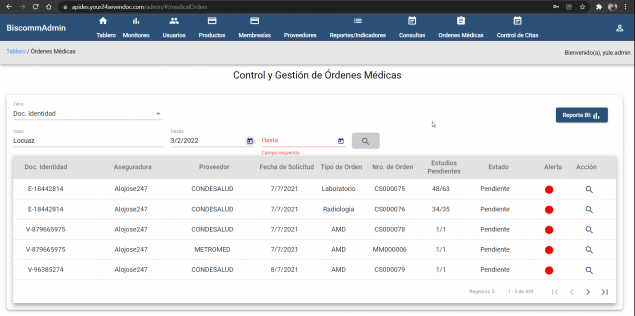 apides.your24sevendoc.com/admin/#/medicalOrders
BiscommAdmin
Tablero Monitoreo Usuarios Productos Membresías Proveedores Reportes/Indicadores Consultas Ordenes Médicas Control de Citas
Tablero / Órdenes Médicas
Bienvenido(a), yule.admin
Control y Gestión de Órdenes Médicas
Filtro
Doc. Identidad
Reporte BI:
Valor Desde
Locuaz 3/2/2022 Hasta
Campo requerido
Doc. Identidad Aseguradora Proveedor Fecha de Solicitud Tipo de Orden Nro. de Orden Estudios Pendientes Estado Alerta Acción
E-18442814 Alojose247 CONDESALUD 7/7/2021 Laboratorio CS000075 48/63 Pendiente
E-18442814 Alojose247 CONDESALUD 7/7/2021 Radiología CS000076 34/35 Pendiente
V-879665975 Alojose247 CONDESALUD 7/7/2021 AMD CS000078 1/1 Pendiente
V-879665975 Alojose247 METROMED 7/7/2021 AMD MM000006 1/1 Pendiente
V-96385274 Alojose247 CONDESALUD 8/7/2021 AMD CS000079 1/1 Pendiente
Registros 5 1 - 5 de 439